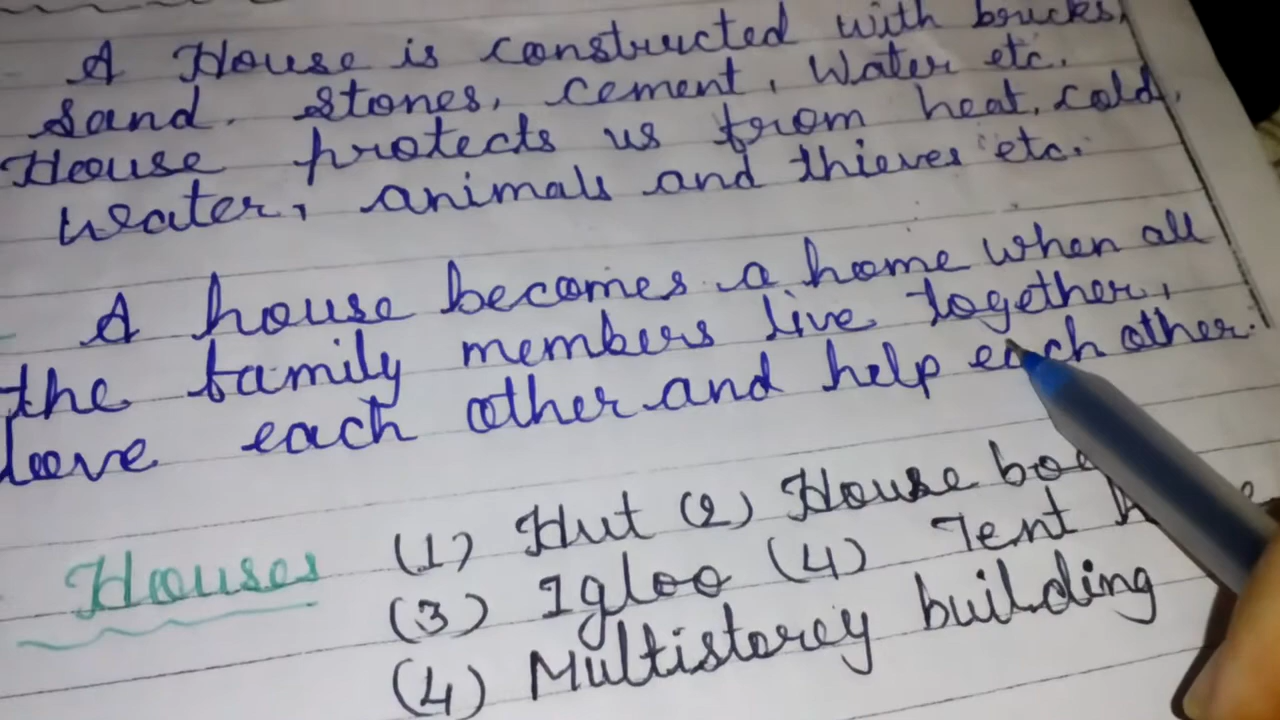 A House is constructed with bricks,
Sand. Stones, cement, Water etc.
House protects us from heat, cold,
water, animals and thieves etc.
A house becomes a home when all
the family members live together,
love each other and help each other.
Houses (1) Hut (2) House
(3) Igloo (4) Tent
(4) Multistorey building